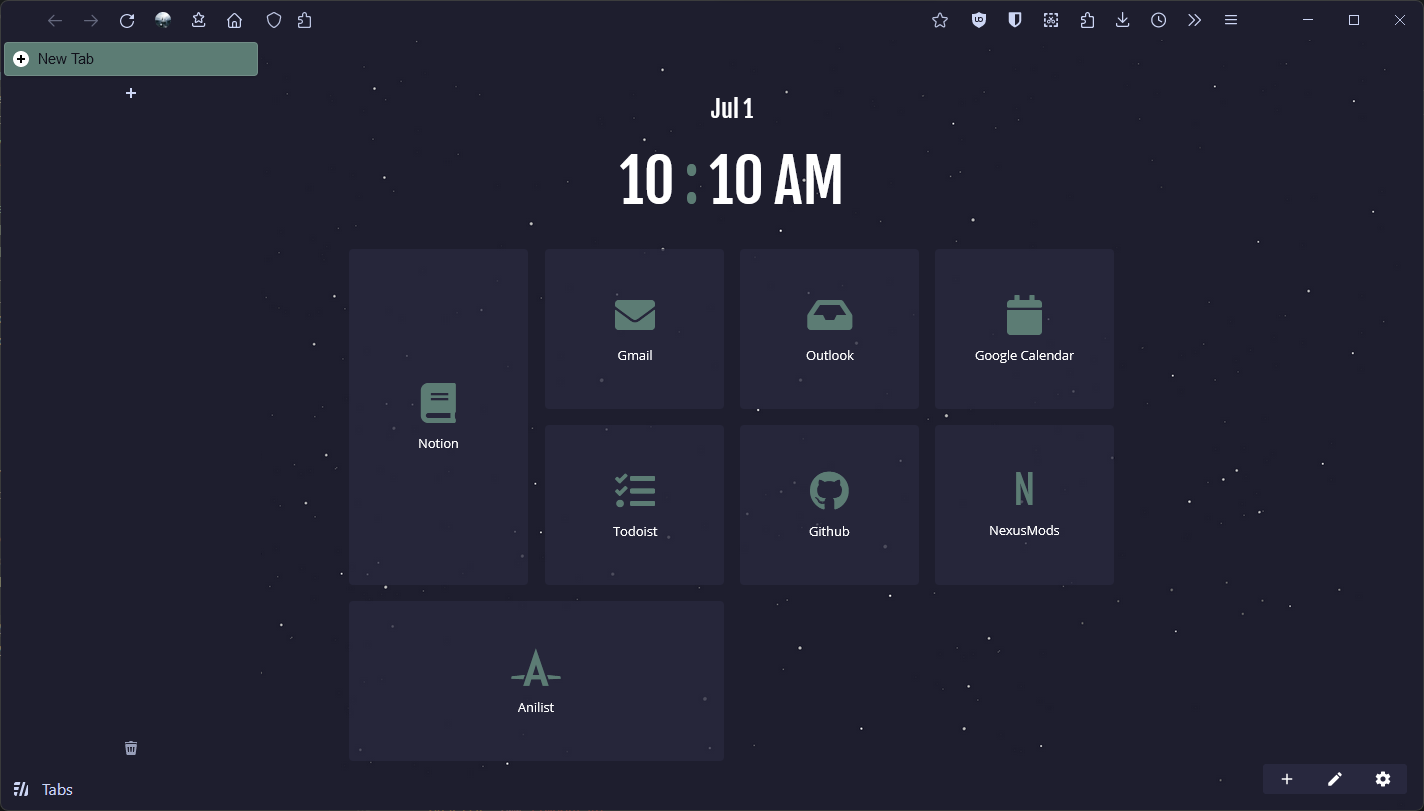 New Tab
Jul 1
10 : 10 AM
Notion
Gmail
Outlook
Google Calendar
Todoist
Github
N
NexusMods
A
Anilist
Tabs